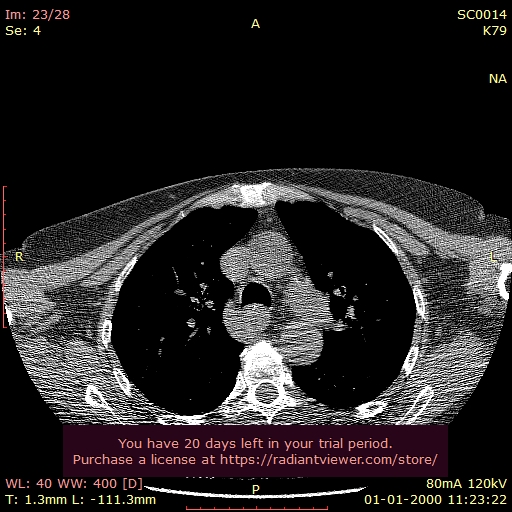 Im: 23/28
Se: 4
A
SC0014
K79
NA
R
L
You have 20 days left in your trial period.
Purchase a license at https://radiantviewer.com/store/
WL: 40 WW: 400 [D]
T: 1.3mm L: -111.3mm
P
80mA 120kV
01-01-2000 11:23:22